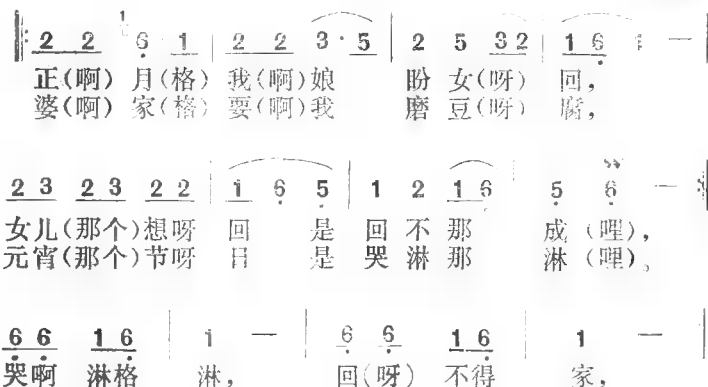 2 2 6 · 1 | 2 2 3 · 5 | 2 5 3 2 | 1 6 1 —
正(啊) 月(格) 我(啊)娘 盼 女(呀) 回,
婆(啊) 家(格) 要(啊)我 磨 豆(呀) 腐,
2 3 2 3 2 2 | 1 6 5 | 1 2 1 6 | 5 6 —
女儿(那个)想呀 回 是 回 不 那 成 (哩),
元宵(那个)节呀 日 是 哭 淋 那 淋 (哩)。
6 6 1 6 | 1 — | 6 6 1 6 | 1 — |
哭啊 淋格 淋, 回(呀) 不得 家,